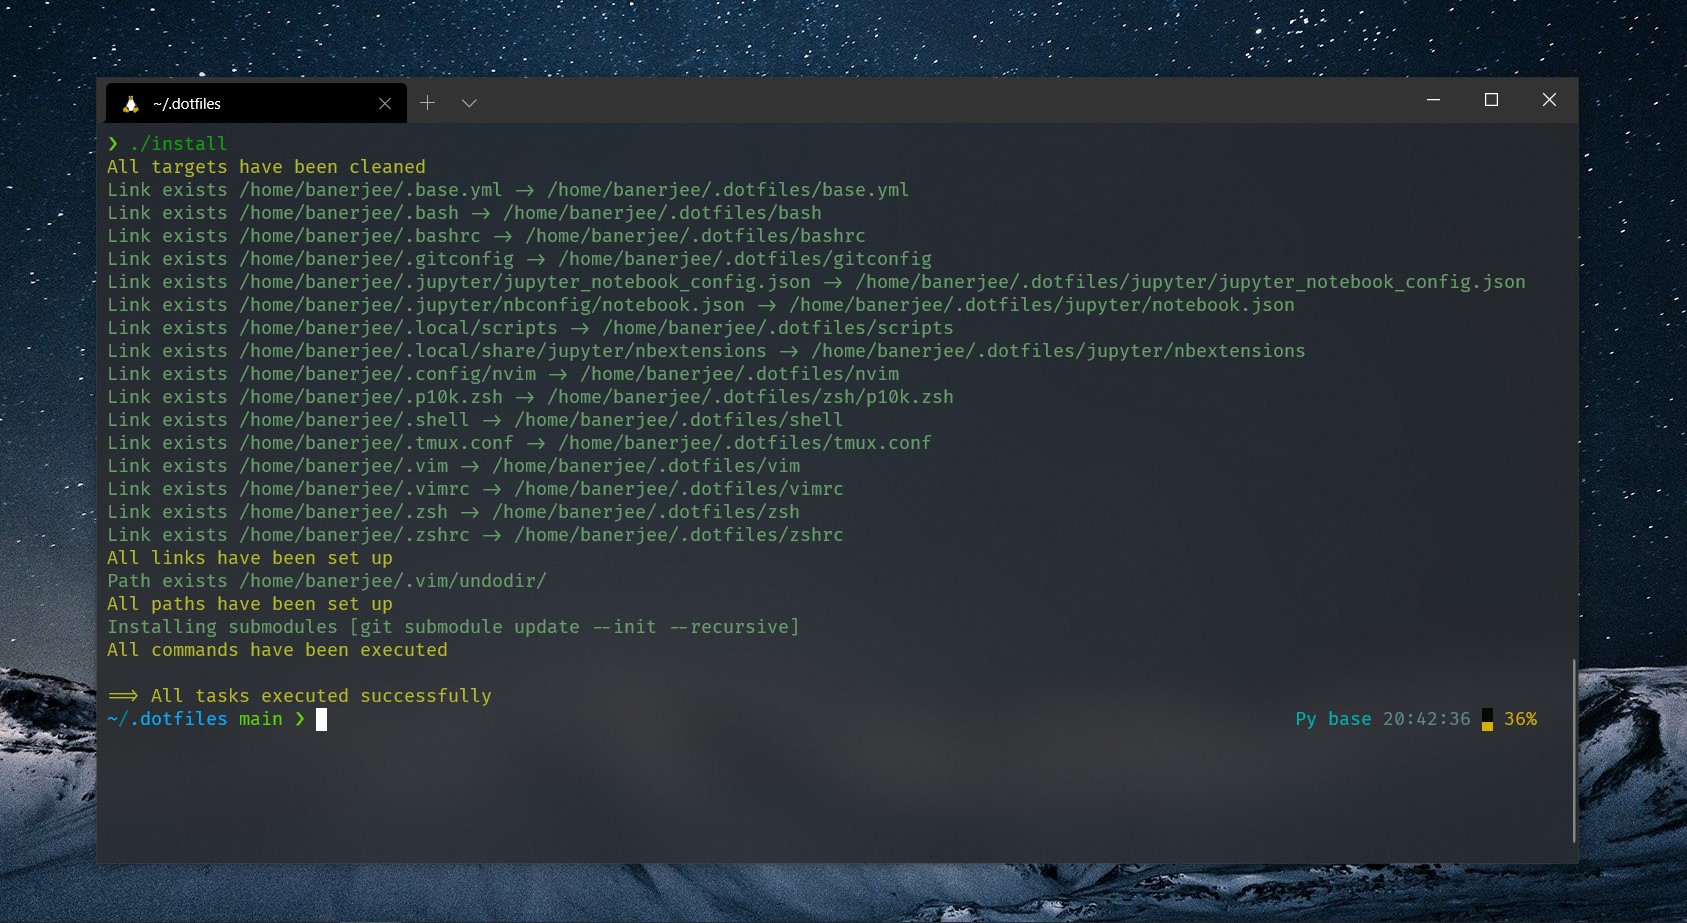 ~/.dotfiles
❯ ./install
All targets have been cleaned
Link exists /home/banerjee/.base.yml -> /home/banerjee/.dotfiles/base.yml
Link exists /home/banerjee/.bash -> /home/banerjee/.dotfiles/bash
Link exists /home/banerjee/.bashrc -> /home/banerjee/.dotfiles/bashrc
Link exists /home/banerjee/.gitconfig -> /home/banerjee/.dotfiles/gitconfig
Link exists /home/banerjee/.jupyter/jupyter_notebook_config.json -> /home/banerjee/.dotfiles/jupyter/jupyter_notebook_config.json
Link exists /home/banerjee/.jupyter/nbconfig/notebook.json -> /home/banerjee/.dotfiles/jupyter/notebook.json
Link exists /home/banerjee/.local/scripts -> /home/banerjee/.dotfiles/scripts
Link exists /home/banerjee/.local/share/jupyter/nbextensions -> /home/banerjee/.dotfiles/jupyter/nbextensions
Link exists /home/banerjee/.config/nvim -> /home/banerjee/.dotfiles/nvim
Link exists /home/banerjee/.p10k.zsh -> /home/banerjee/.dotfiles/zsh/p10k.zsh
Link exists /home/banerjee/.shell -> /home/banerjee/.dotfiles/shell
Link exists /home/banerjee/.tmux.conf -> /home/banerjee/.dotfiles/tmux.conf
Link exists /home/banerjee/.vim -> /home/banerjee/.dotfiles/vim
Link exists /home/banerjee/.vimrc -> /home/banerjee/.dotfiles/vimrc
Link exists /home/banerjee/.zsh -> /home/banerjee/.dotfiles/zsh
Link exists /home/banerjee/.zshrc -> /home/banerjee/.dotfiles/zshrc
All links have been set up
Path exists /home/banerjee/.vim/undodir/
All paths have been set up
Installing submodules [git submodule update --init --recursive]
All commands have been executed
==> All tasks executed successfully
~/.dotfiles main ❯ Py base 20:42:36 36%